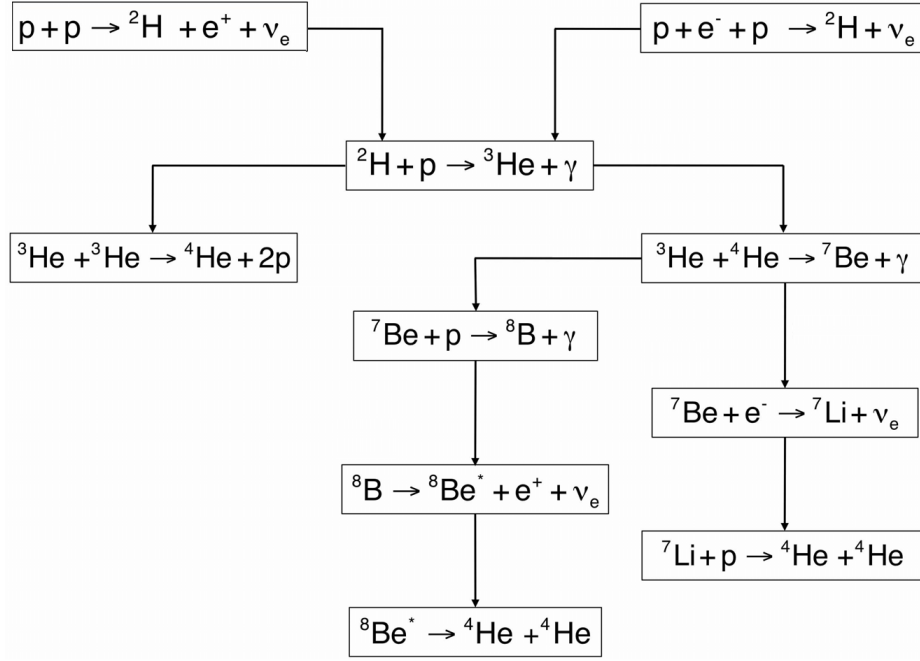 p + p → ²H + e⁺ + νₑ
p + e⁻ + p → ²H + νₑ
²H + p → ³He + γ
³He + ³He → ⁴He + 2p
³He + ⁴He → ⁷Be + γ
⁷Be + p → ⁸B + γ
⁷Be + e⁻ → ⁷Li + νₑ
⁸B → ⁸Be* + e⁺ + νₑ
⁷Li + p → ⁴He + ⁴He
⁸Be* → ⁴He + ⁴He